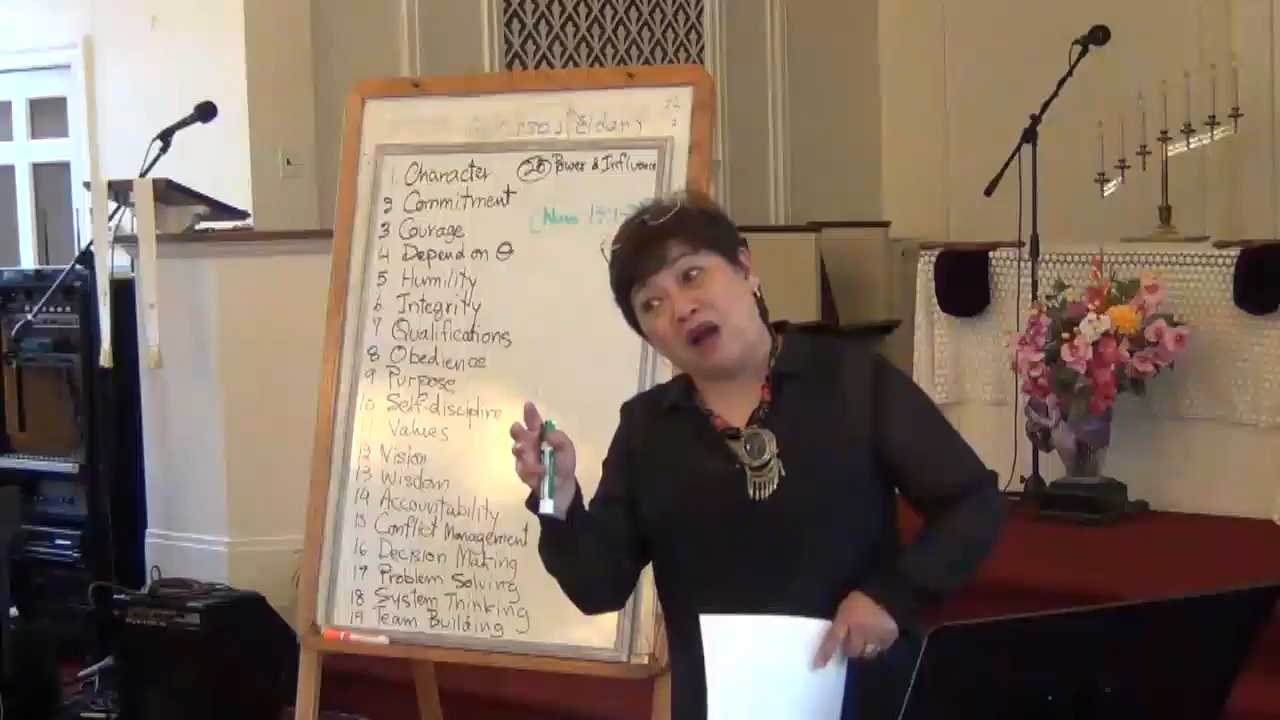 1. Character
2 Commitment
3 Courage
4 Depend on Θ
5 Humility
6 Integrity
7 Qualifications
8 Obedience
9 Purpose
10 Self-discipline
11 Values
12 Vision
13 Wisdom
14 Accountability
15 Conflict Management
16 Decision Making
17 Problem Solving
18 System Thinking
19 Team Building
Power & Influence